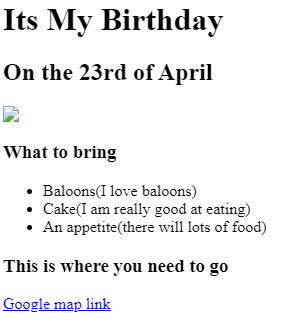 Its My Birthday
On the 23rd of April
What to bring
Baloons(I love baloons)
Cake(I am really good at eating)
An appetite(there will lots of food)
This is where you need to go
Google map link